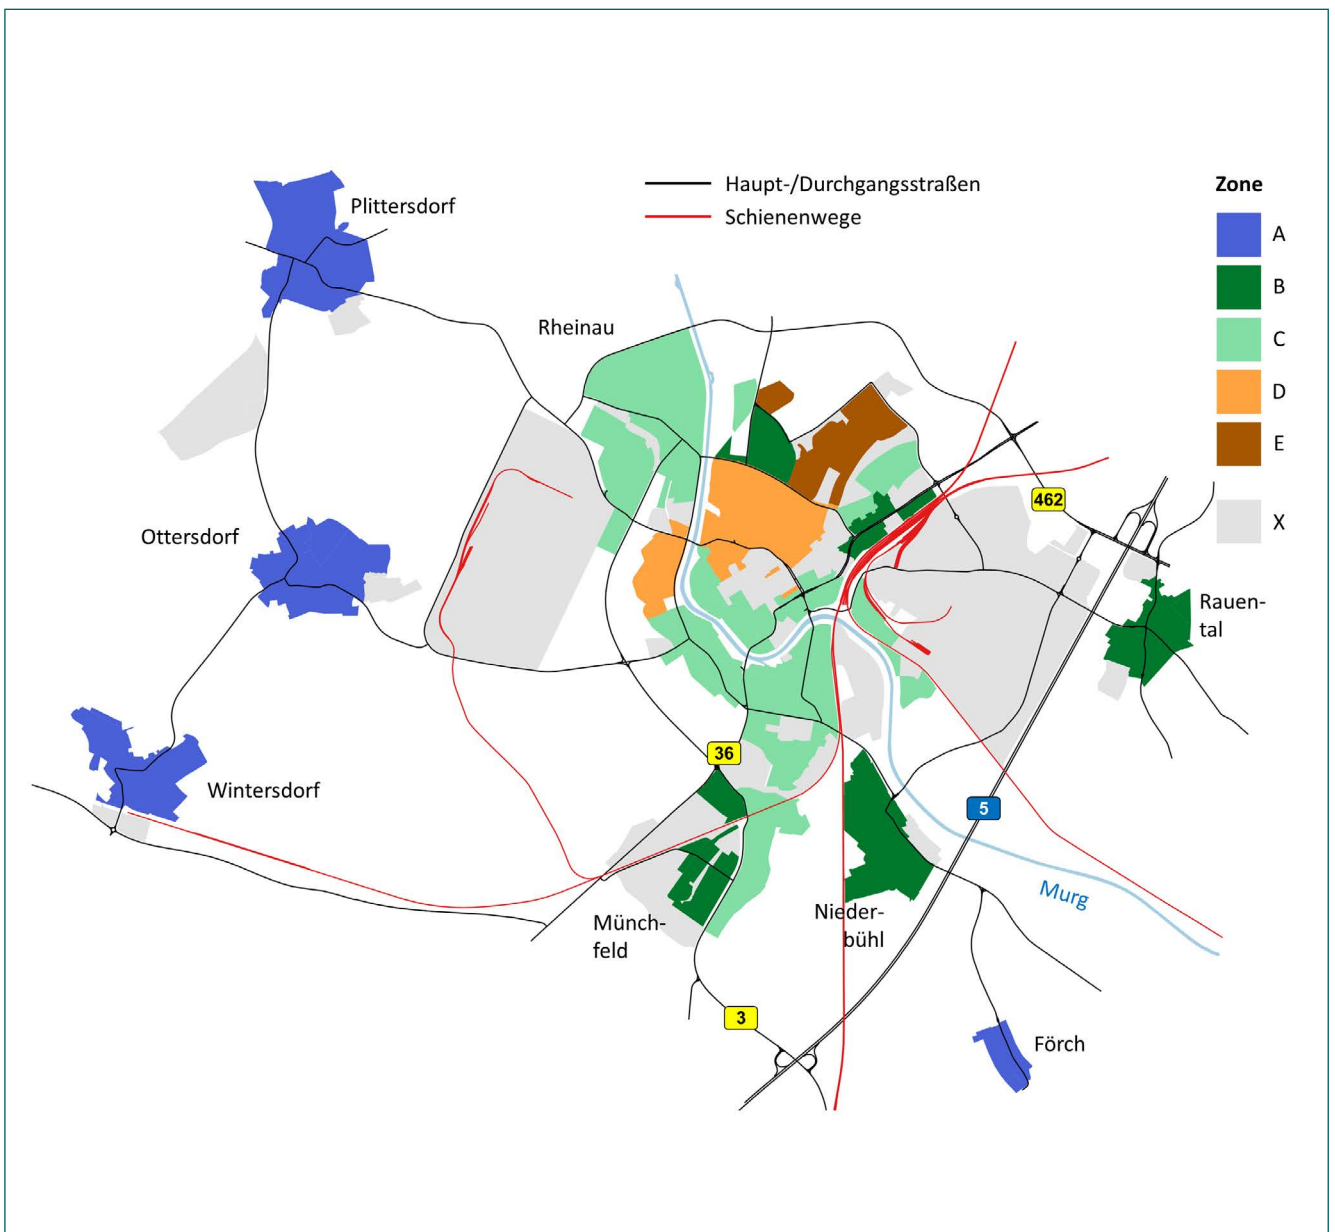 Haupt-/Durchgangsstraßen
Schienenwege
Zone
A
B
C
D
E
X
Plittersdorf
Rheinau
Ottersdorf
462
Rauen-
tal
36
Wintersdorf
5
Murg
Münch-
feld
Nieder-
bühl
3
Förch